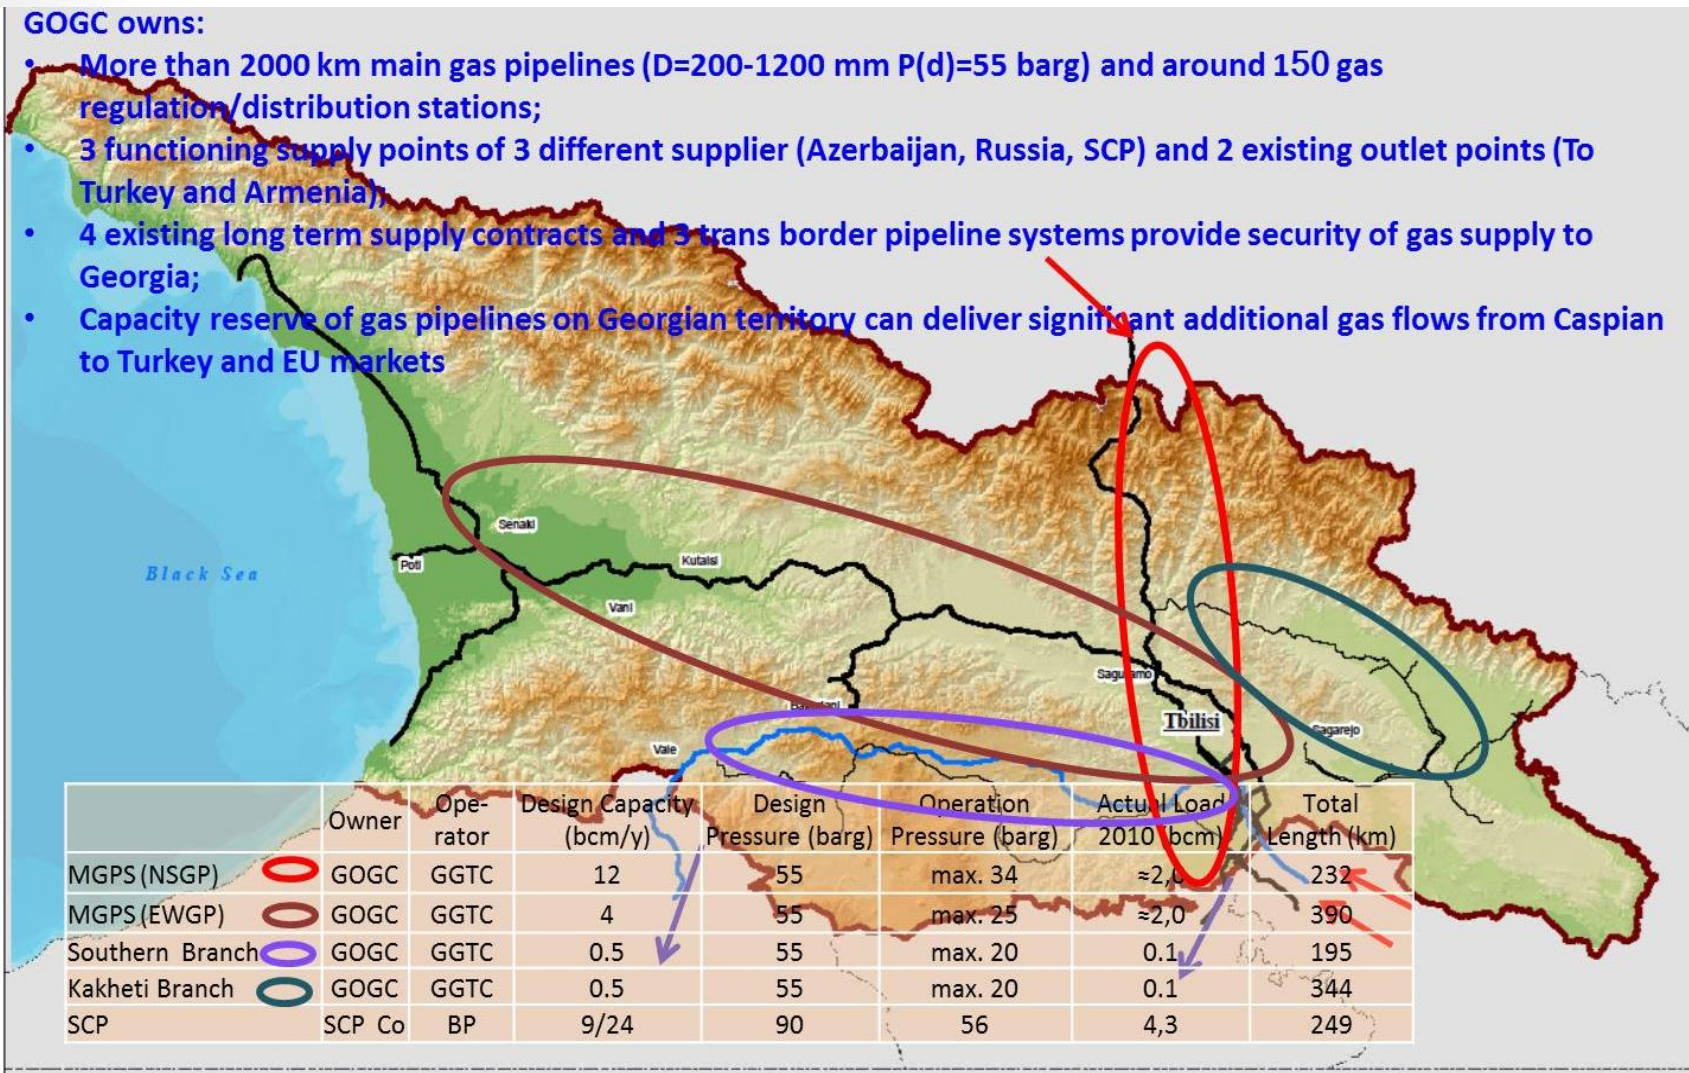 GOGC owns:
• More than 2000 km main gas pipelines (D=200-1200 mm P(d)=55 barg) and around 150 gas
regulation/distribution stations;
• 3 functioning supply points of 3 different supplier (Azerbaijan, Russia, SCP) and 2 existing outlet points (To
Turkey and Armenia);
• 4 existing long term supply contracts and 3 trans border pipeline systems provide security of gas supply to
Georgia;
• Capacity reserve of gas pipelines on Georgian territory can deliver significant additional gas flows from Caspian
to Turkey and EU markets
Senaki
Black Sea
Poti
Kutaisi
Vani
Saguramo
Tbilisi
Sagarejo
Vale
Owner Ope-rator Design Capacity (bcm/y) Design Pressure (barg) Operation Pressure (barg) Actual Load 2010 (bcm) Total Length (km)
MGPS (NSGP) GOGC GGTC 12 55 max. 34 ≈2,0 232
MGPS (EWGP) GOGC GGTC 4 55 max. 25 ≈2,0 390
Southern Branch GOGC GGTC 0.5 55 max. 20 0.1 195
Kakheti Branch GOGC GGTC 0.5 55 max. 20 0.1 344
SCP SCP Co BP 9/24 90 56 4,3 249